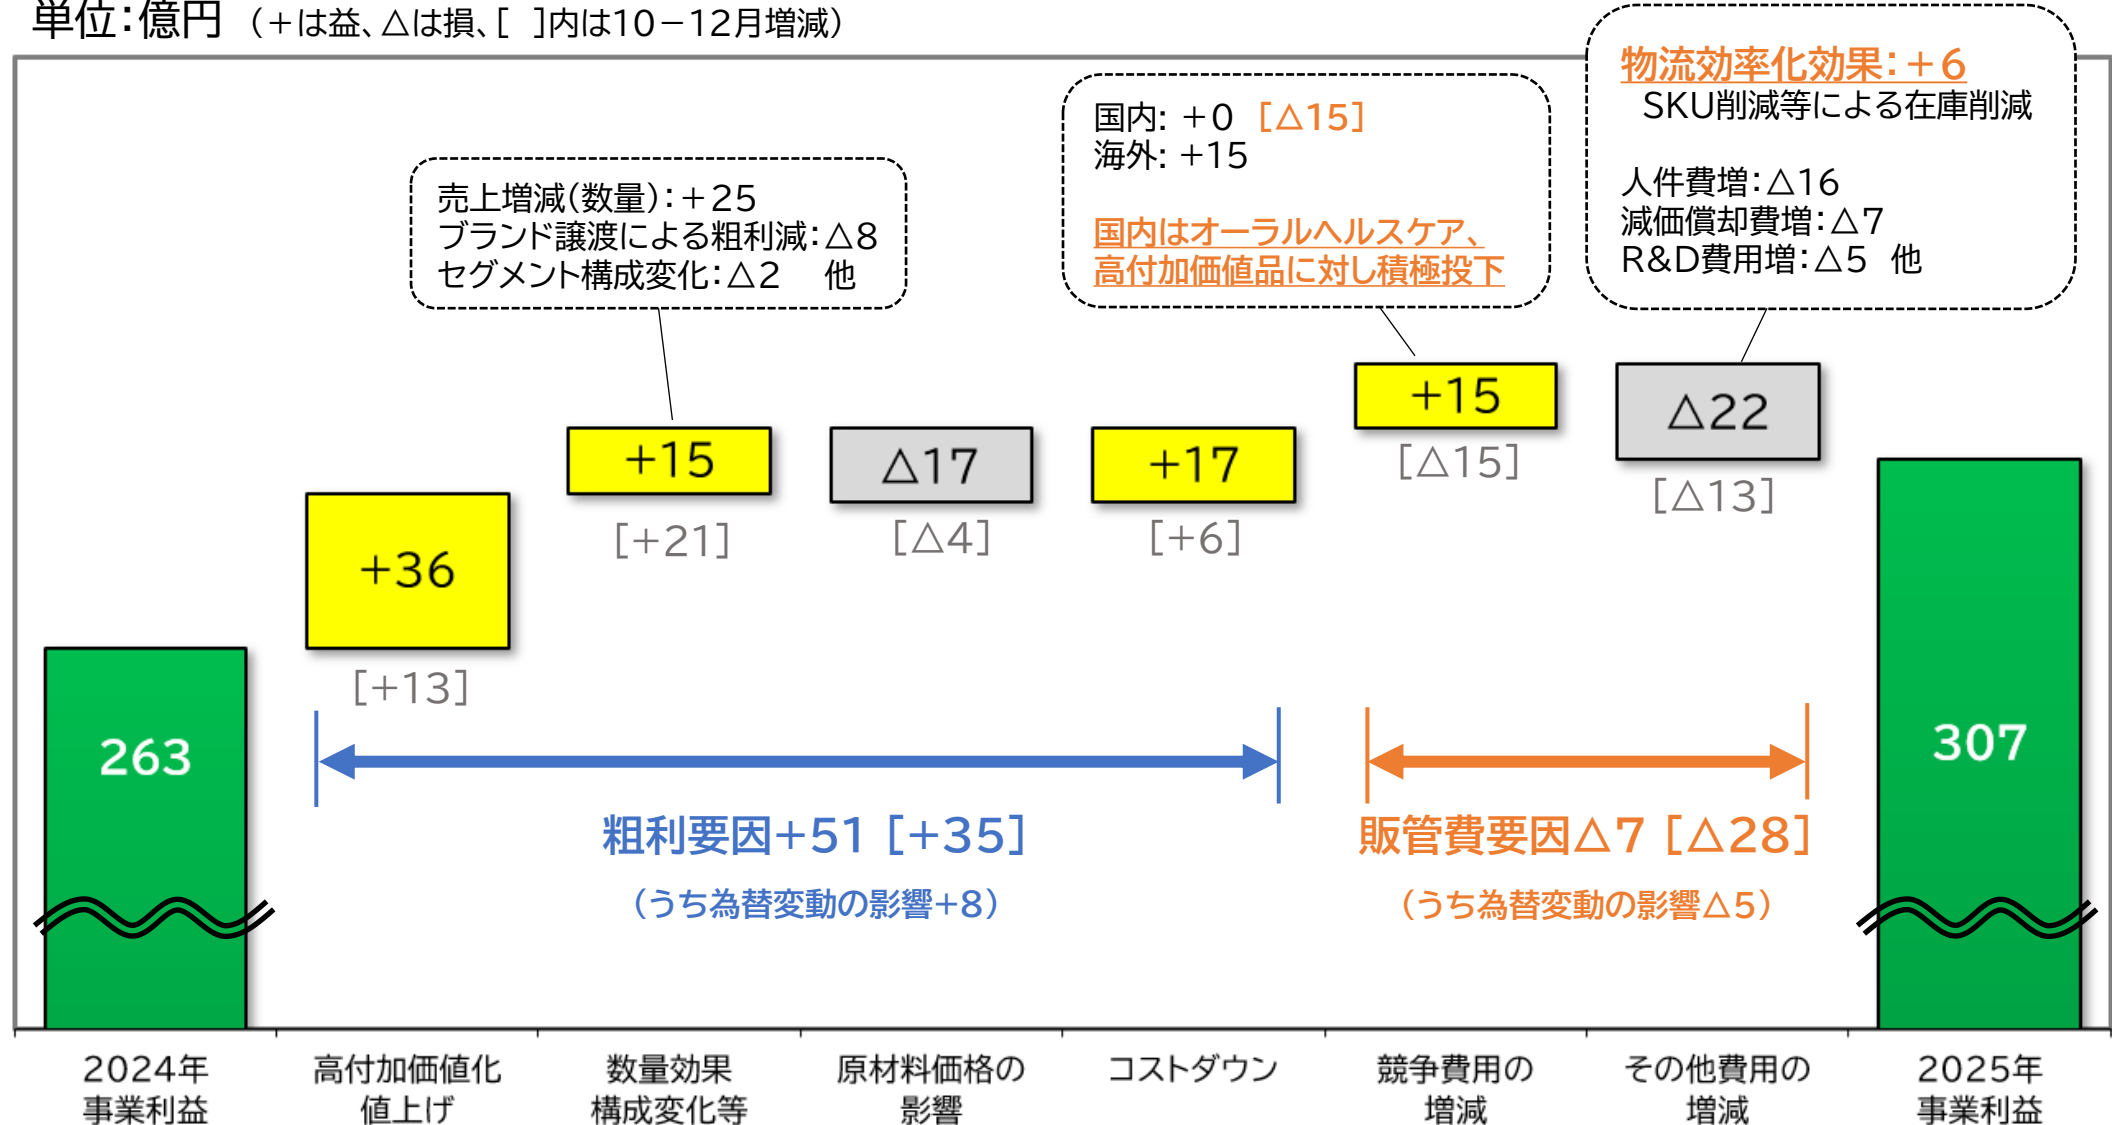 単位：億円 （＋は益、△は損、[ ]内は10－12月増減）
売上増減（数量）：＋25
ブランド譲渡による粗利減：△8
セグメント構成変化：△2 他
国内: ＋0 [△15]
海外: ＋15
国内はオーラルヘルスケア、
高付加価値品に対し積極投下
物流効率化効果：＋6
SKU削減等による在庫削減
人件費増：△16
減価償却費増：△7
R&D費用増：△5 他
263
+36
[+13]
+15
[+21]
△17
[△4]
+17
[+6]
+15
[△15]
△22
[△13]
307
粗利要因+51 [+35]
（うち為替変動の影響+8）
販管費要因△7 [△28]
（うち為替変動の影響△5）
2024年
事業利益
高付加価値化
値上げ
数量効果
構成変化等
原材料価格の
影響
コストダウン
競争費用の
増減
その他費用の
増減
2025年
事業利益